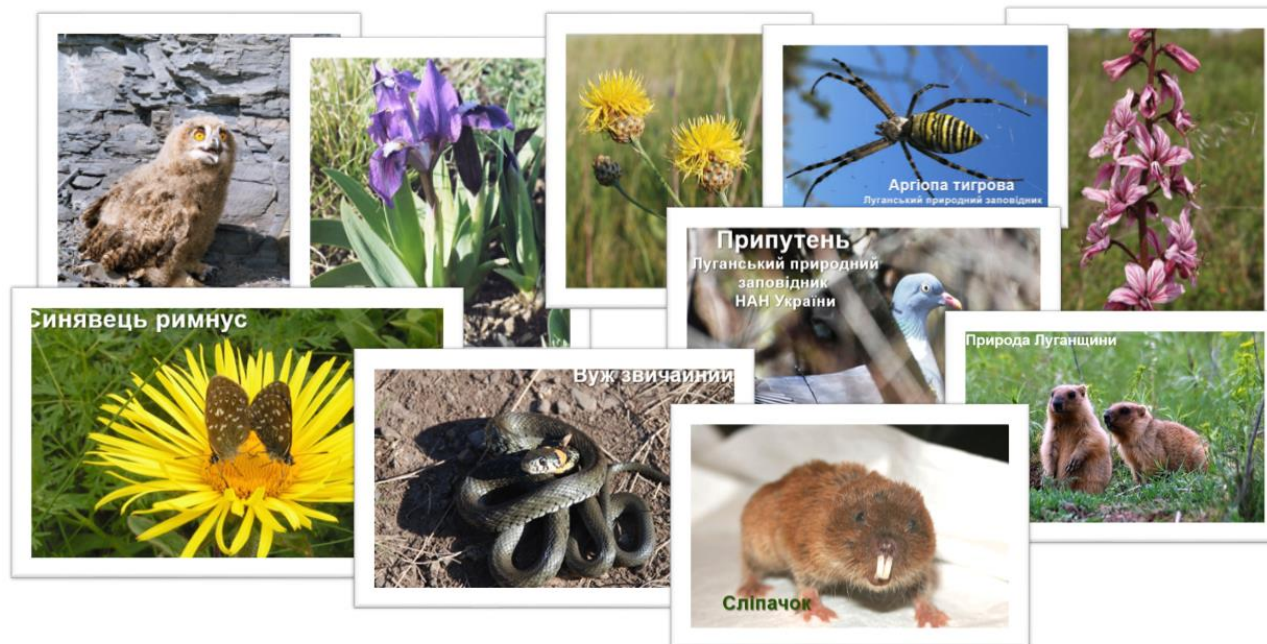 Аргіопа тигрова
Луганський природний заповідник
Припутень
Луганський природний
заповідник
НАН України
Синявець римнус
Природа Луганщини
Вуж звичайний
Сліпачок